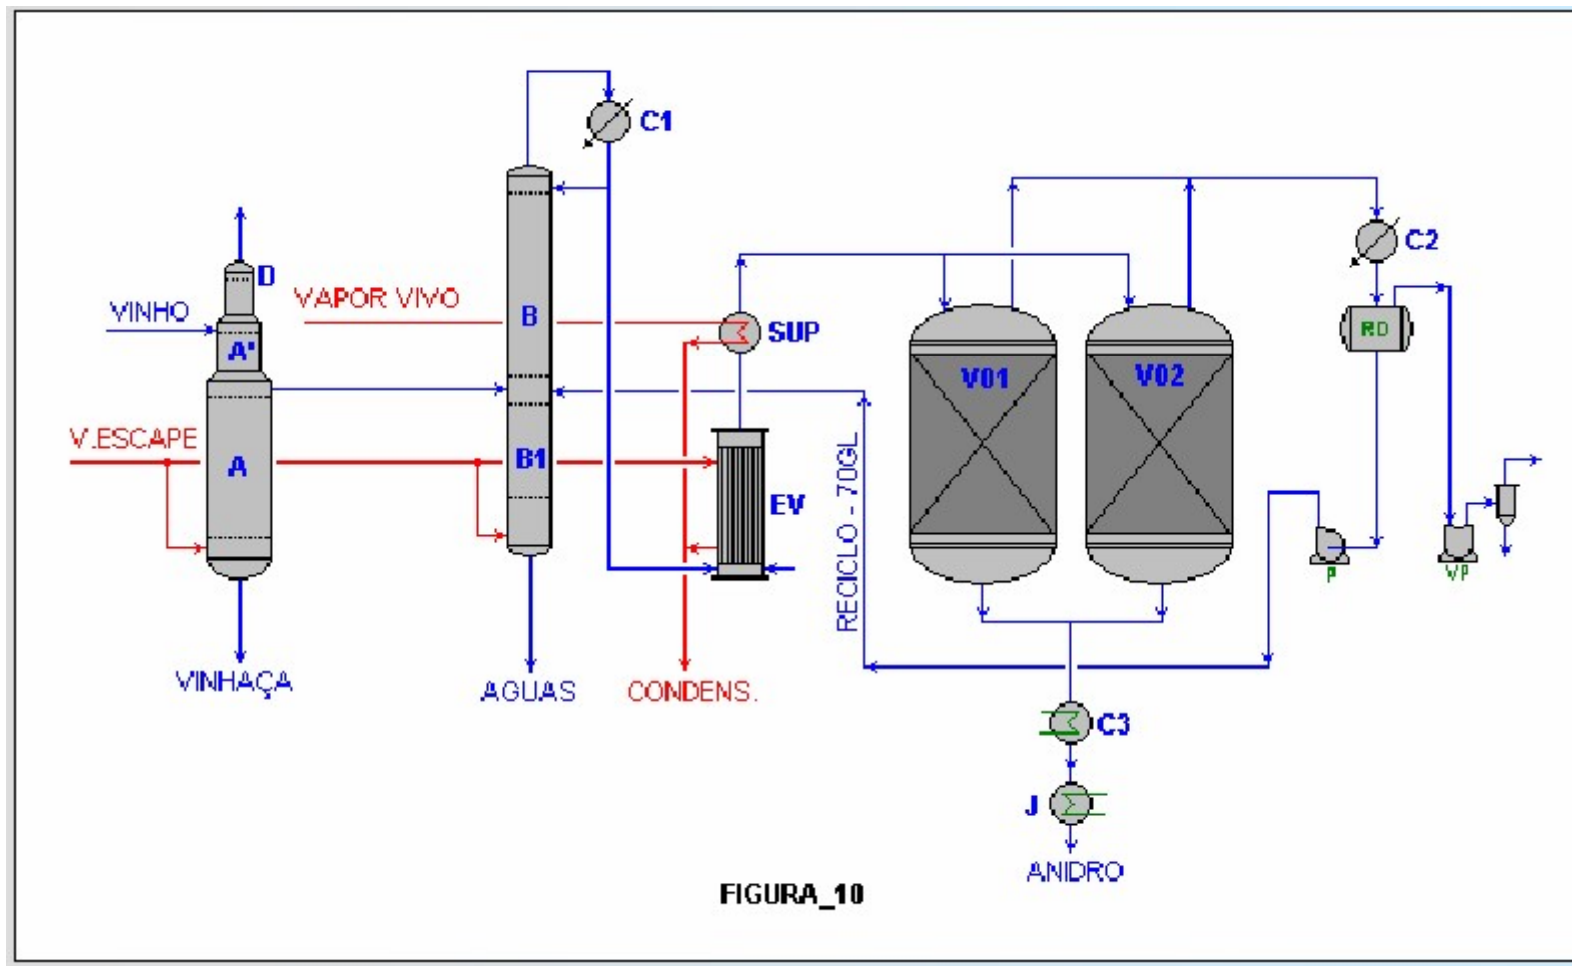 C1
C2
D
VAPOR VIVO
VINHO
B
SUP
RD
A'
V01
V02
V.ESCAPE
A
B1
EV
RECICLO - 70GL
P
VP
VINHAÇA
AGUAS
CONDENS.
C3
J
ANIDRO
FIGURA_10